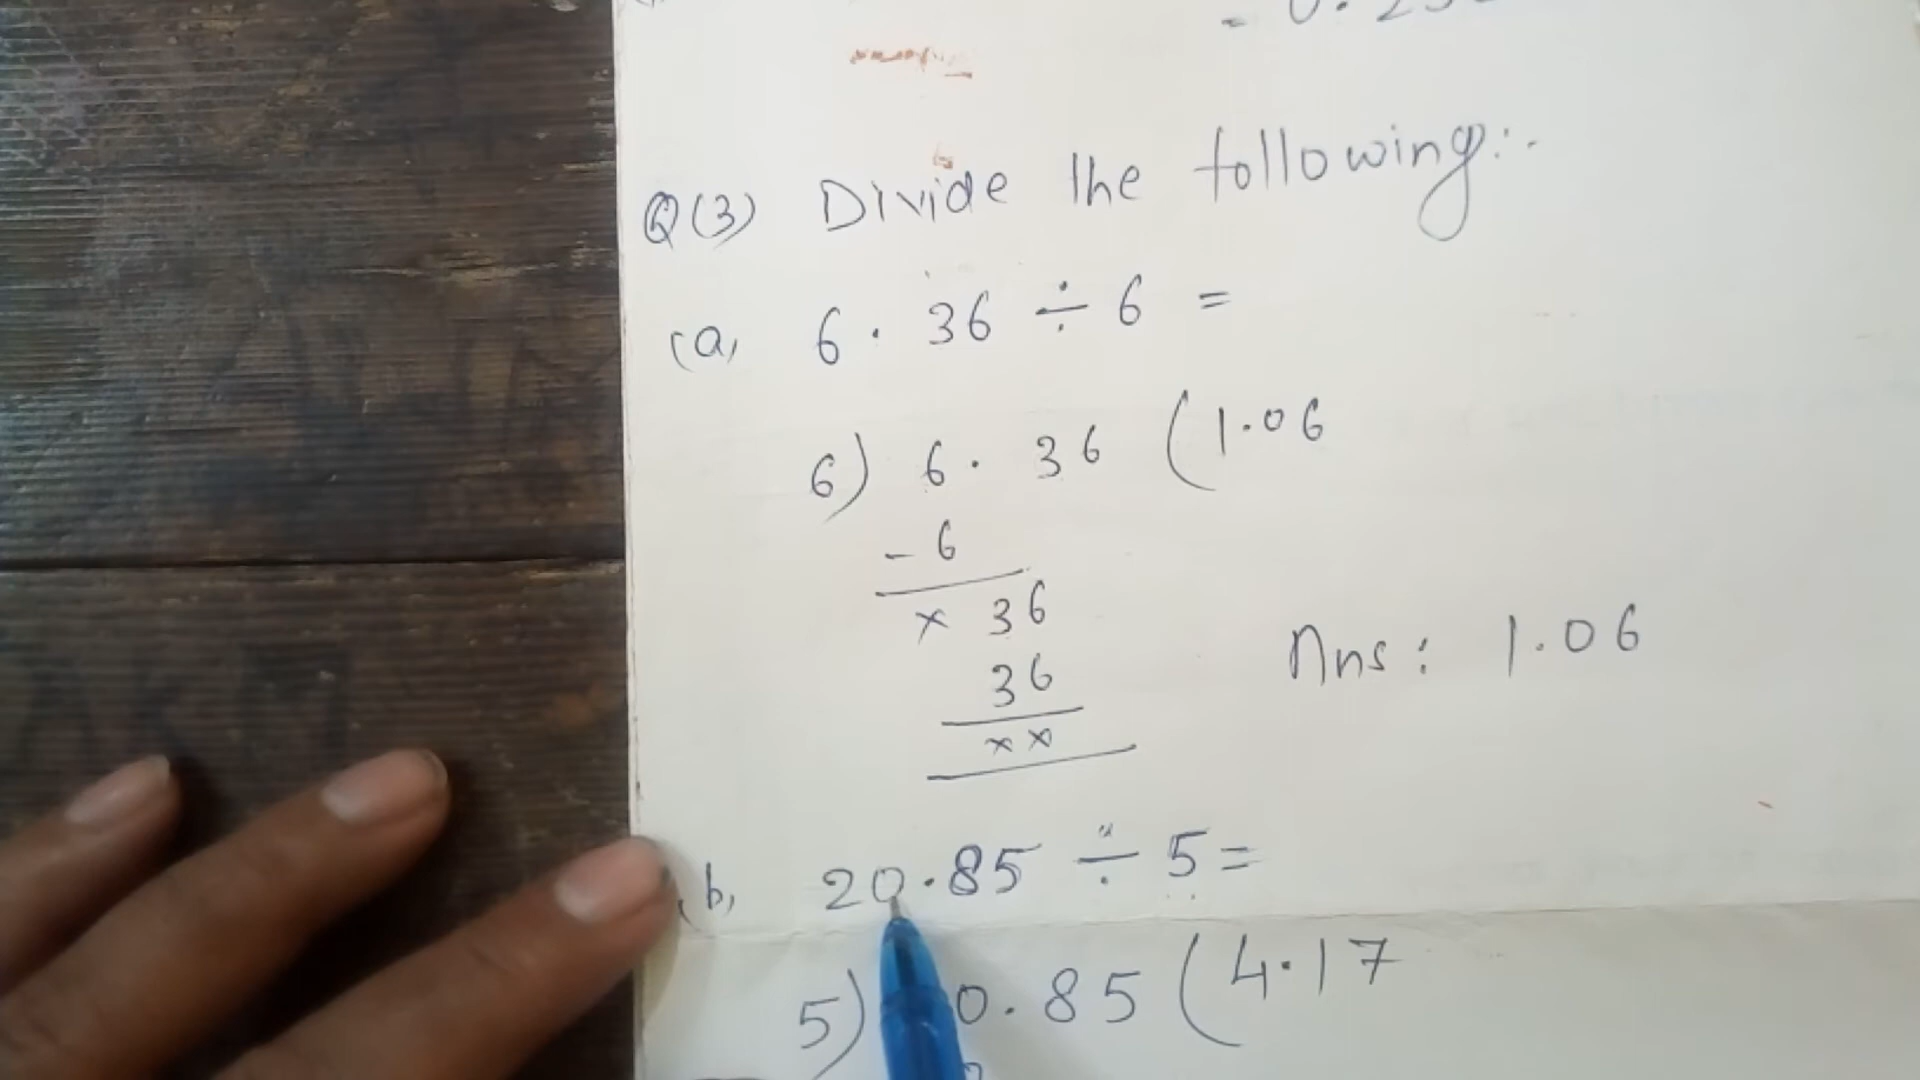 Q(3) Divide the following:-
(a, 6.36 ÷ 6 =
6) 6.36 (1.06
- 6
x 36
36
x x
Ans: 1.06
(b, 20.85 ÷ 5 =
5) 0.85 (4.17